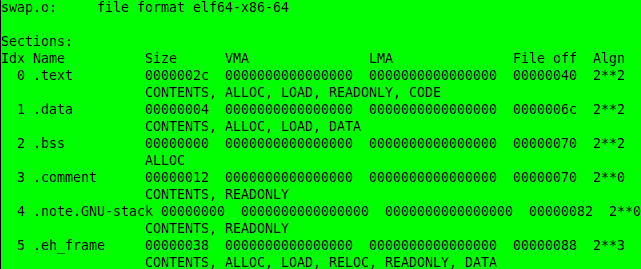 swap.o:     file format elf64-x86-64

Sections:
Idx Name          Size      VMA               LMA               File off  Algn
  0 .text         0000002c  0000000000000000  0000000000000000  00000040  2**2
                  CONTENTS, ALLOC, LOAD, READONLY, CODE
  1 .data         00000004  0000000000000000  0000000000000000  0000006c  2**2
                  CONTENTS, ALLOC, LOAD, DATA
  2 .bss          00000000  0000000000000000  0000000000000000  00000070  2**2
                  ALLOC
  3 .comment      00000012  0000000000000000  0000000000000000  00000070  2**0
                  CONTENTS, READONLY
  4 .note.GNU-stack 00000000  0000000000000000  0000000000000000  00000082  2**0
                  CONTENTS, READONLY
  5 .eh_frame     00000038  0000000000000000  0000000000000000  00000088  2**3
                  CONTENTS, ALLOC, LOAD, RELOC, READONLY, DATA